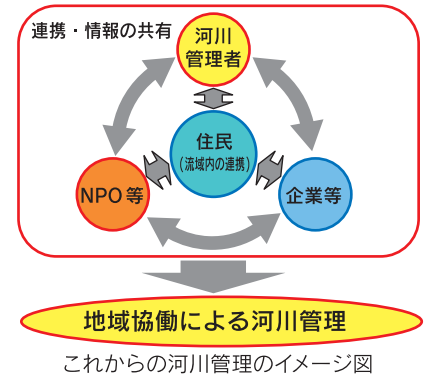 連携・情報の共有
河川
管理者
住民
(流域内の連携)
NPO等
企業等
地域協働による河川管理
これからの河川管理のイメージ図